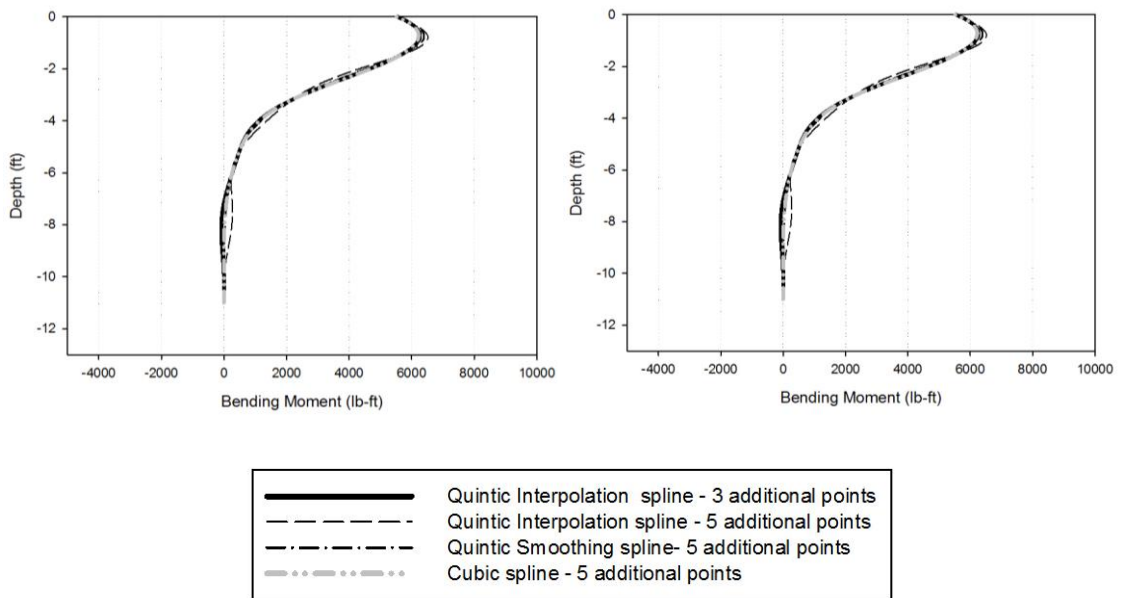 0
-2
-4
-6
-8
-10
-12
Depth (ft)
-4000 -2000 0 2000 4000 6000 8000 10000
Bending Moment (lb-ft)
0
-2
-4
-6
-8
-10
-12
Depth (ft)
-4000 -2000 0 2000 4000 6000 8000 10000
Bending Moment (lb-ft)
Quintic Interpolation spline - 3 additional points
Quintic Interpolation spline - 5 additional points
Quintic Smoothing spline- 5 additional points
Cubic spline - 5 additional points